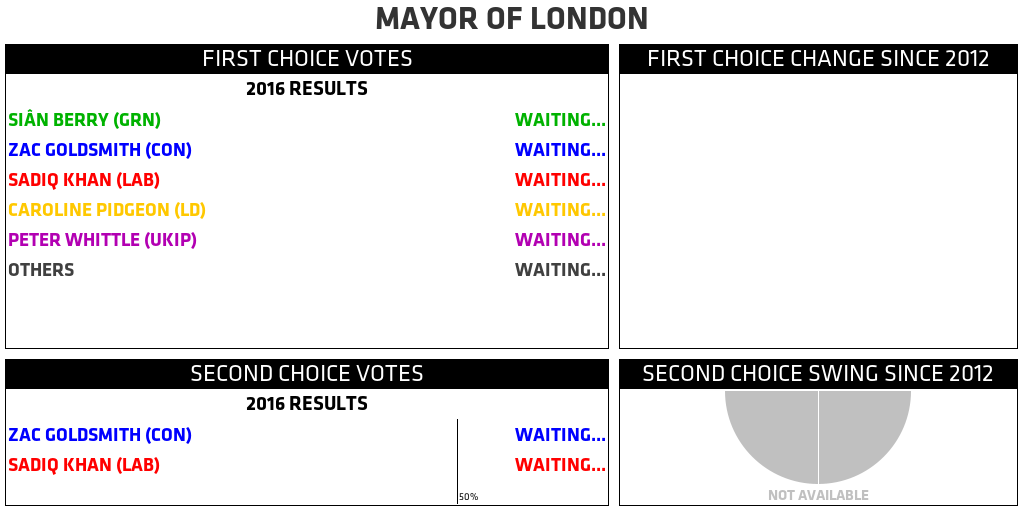 MAYOR OF LONDON
FIRST CHOICE VOTES
2016 RESULTS
SIÂN BERRY (GRN) WAITING...
ZAC GOLDSMITH (CON) WAITING...
SADIQ KHAN (LAB) WAITING...
CAROLINE PIDGEON (LD) WAITING...
PETER WHITTLE (UKIP) WAITING...
OTHERS WAITING...
FIRST CHOICE CHANGE SINCE 2012
SECOND CHOICE VOTES
2016 RESULTS
ZAC GOLDSMITH (CON) WAITING...
SADIQ KHAN (LAB) WAITING...
50%
SECOND CHOICE SWING SINCE 2012
NOT AVAILABLE